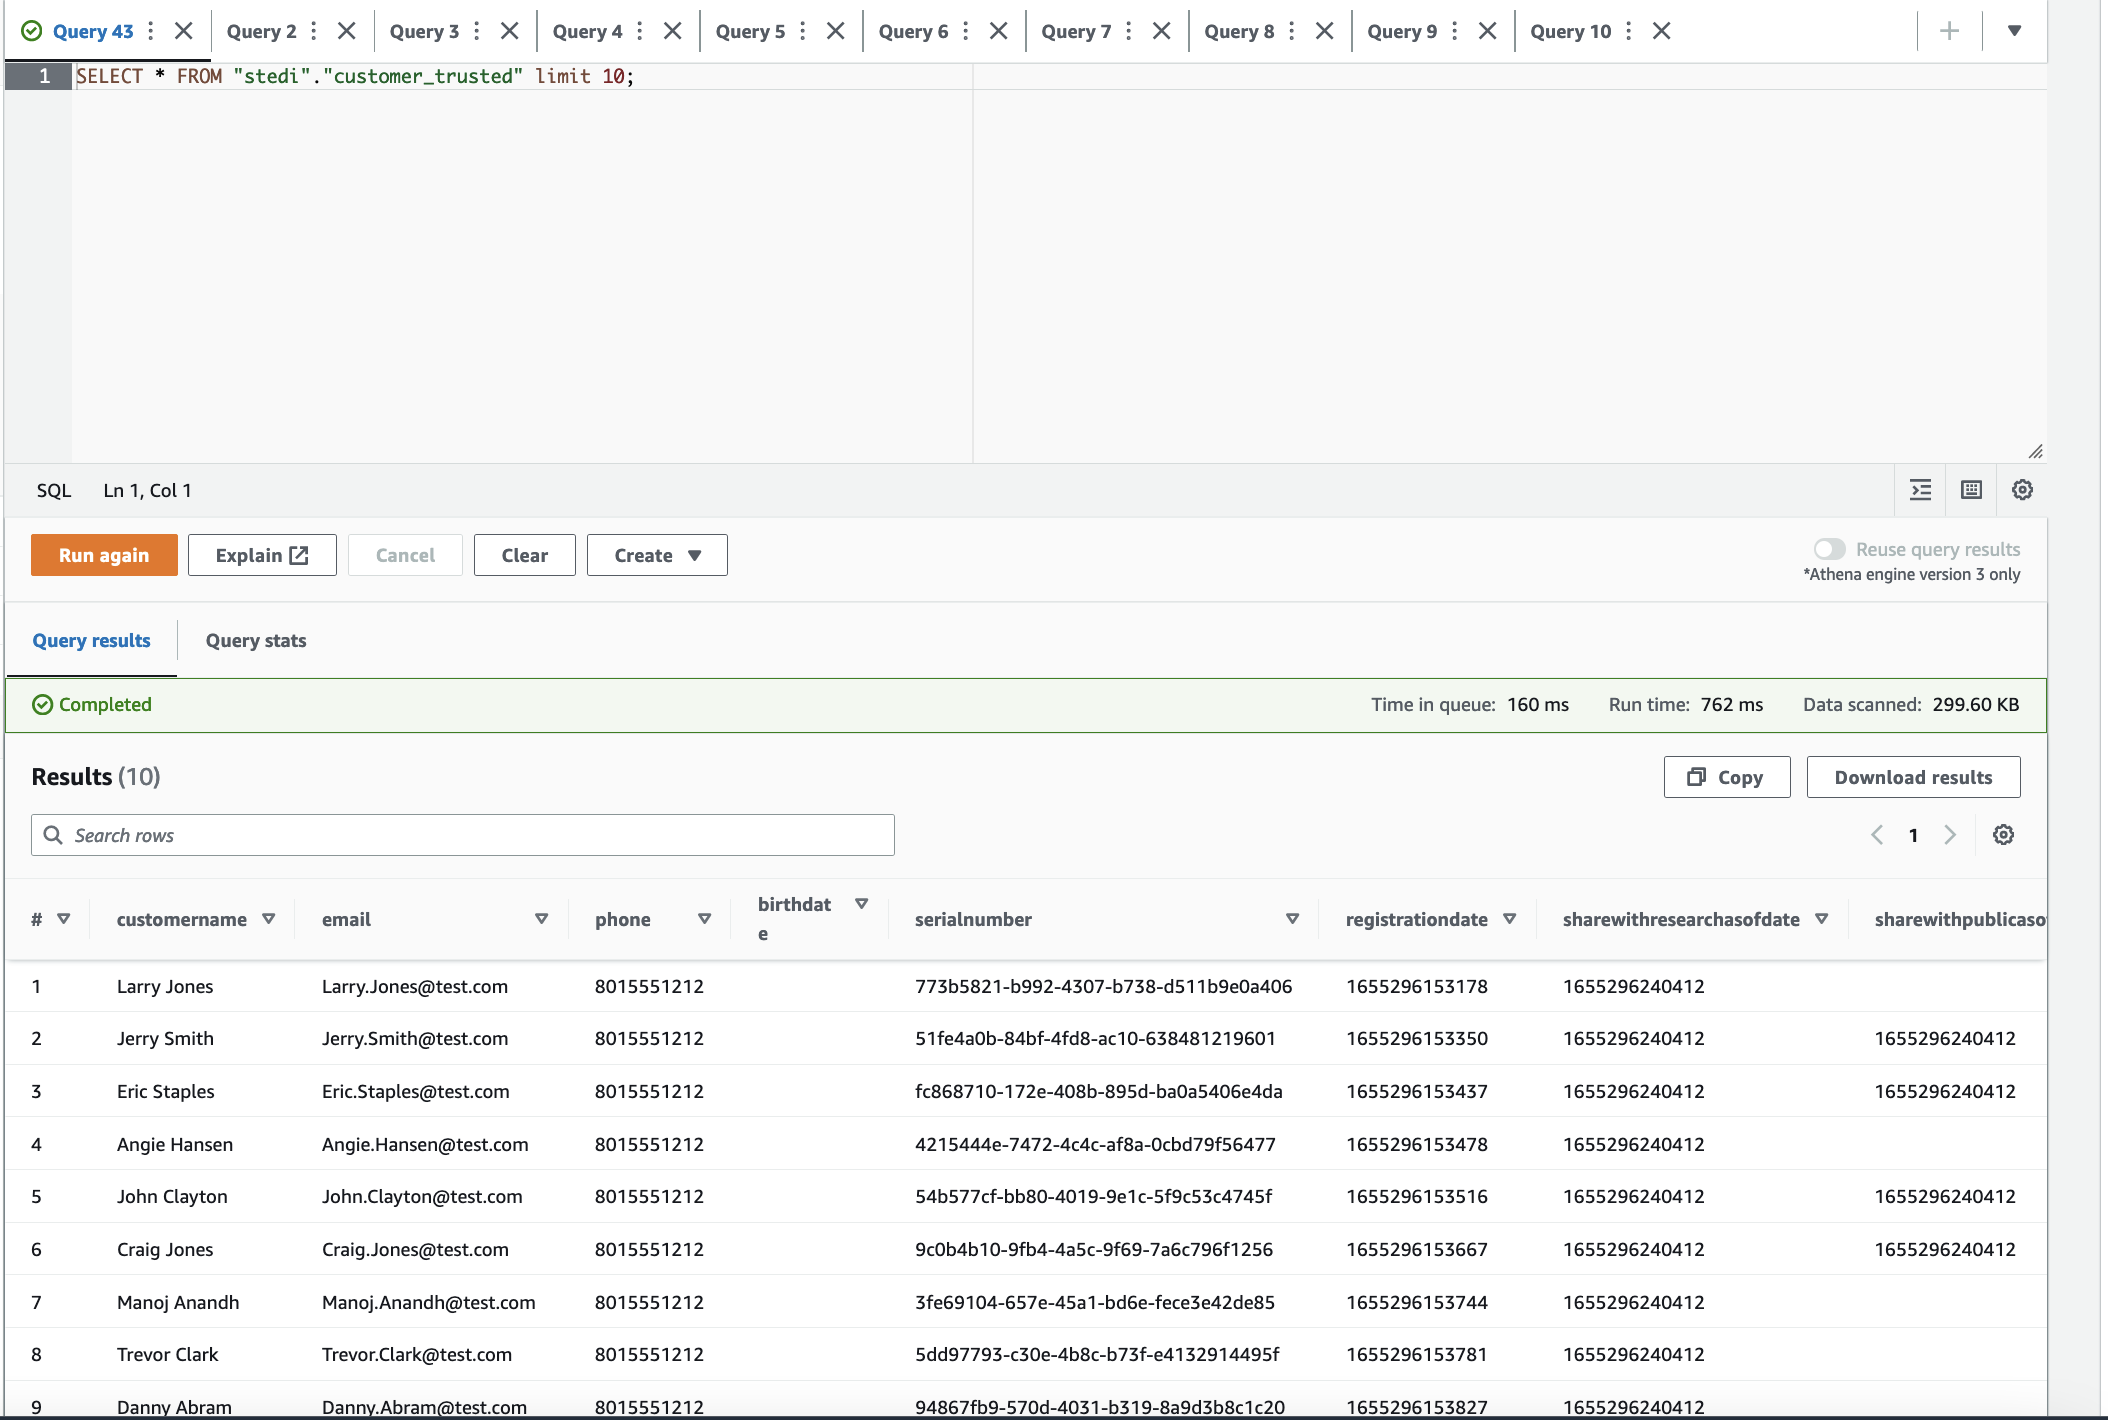 Query 43 Query 2 Query 3 Query 4 Query 5 Query 6 Query 7 Query 8 Query 9 Query 10
1 SELECT * FROM "stedi"."customer_trusted" limit 10;
SQL Ln 1, Col 1
Run again Explain Cancel Clear Create Reuse query results
*Athena engine version 3 only
Query results Query stats
Completed Time in queue: 160 ms Run time: 762 ms Data scanned: 299.60 KB
Results (10) Copy Download results
Search rows 1
# customername email phone birthdat
e serialnumber registrationdate sharewithresearchasofdate sharewithpublicaso
1 Larry Jones Larry.Jones@test.com 8015551212 773b5821-b992-4307-b738-d511b9e0a406 1655296153178 1655296240412
2 Jerry Smith Jerry.Smith@test.com 8015551212 51fe4a0b-84bf-4fd8-ac10-638481219601 1655296153350 1655296240412 1655296240412
3 Eric Staples Eric.Staples@test.com 8015551212 fc868710-172e-408b-895d-ba0a5406e4da 1655296153437 1655296240412 1655296240412
4 Angie Hansen Angie.Hansen@test.com 8015551212 4215444e-7472-4c4c-af8a-0cbd79f56477 1655296153478 1655296240412
5 John Clayton John.Clayton@test.com 8015551212 54b577cf-bb80-4019-9e1c-5f9c53c4745f 1655296153516 1655296240412 1655296240412
6 Craig Jones Craig.Jones@test.com 8015551212 9c0b4b10-9fb4-4a5c-9f69-7a6c796f1256 1655296153667 1655296240412 1655296240412
7 Manoj Anandh Manoj.Anandh@test.com 8015551212 3fe69104-657e-45a1-bd6e-fece3e42de85 1655296153744 1655296240412
8 Trevor Clark Trevor.Clark@test.com 8015551212 5dd97793-c30e-4b8c-b73f-e4132914495f 1655296153781 1655296240412
9 Danny Abram Danny.Abram@test.com 8015551212 94867fb9-570d-4031-b319-8a9d3b8c1c20 1655296153827 1655296240412